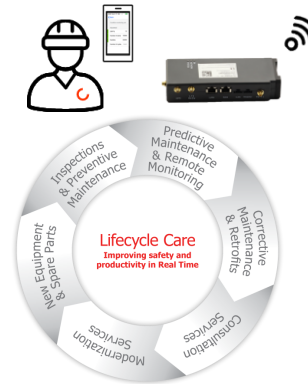 Inspections
& Preventive
Maintenance
Predictive
Maintenance
& Remote
Monitoring
Corrective
Maintenance
& Retrofits
Consultation
Services
Modernization
Services
New Equipment
& Spare Parts
Lifecycle Care
Improving safety and
productivity in Real Time